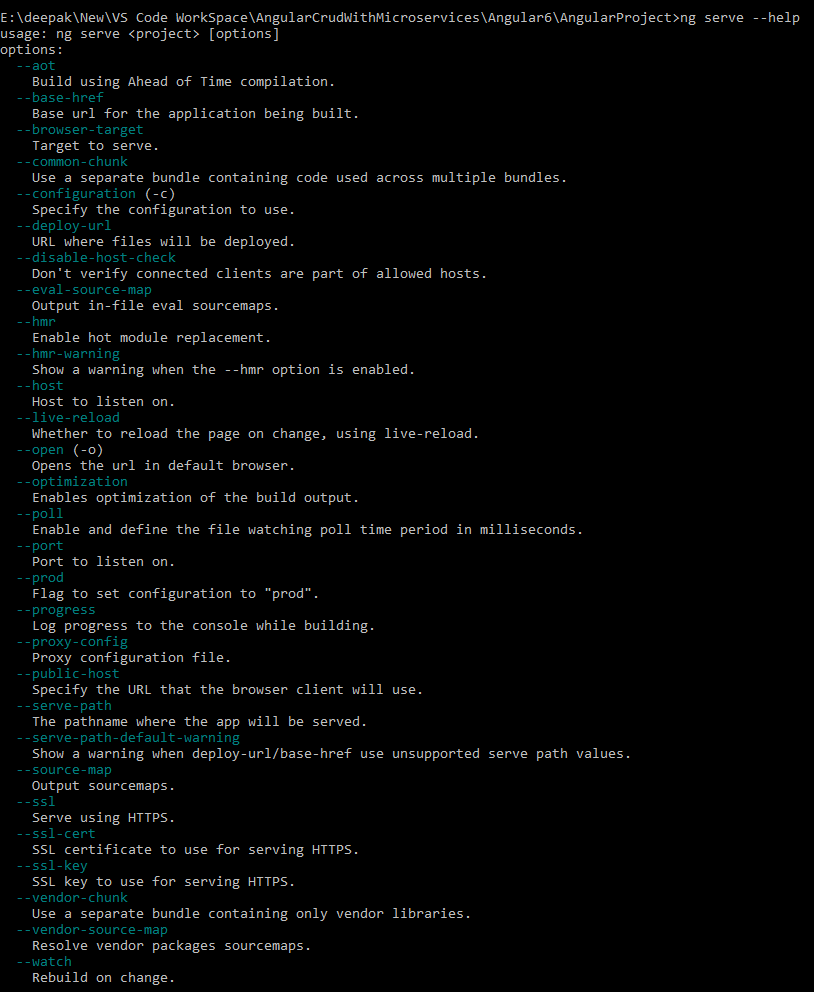 E:\deepak\New\VS Code WorkSpace\AngularCrudWithMicroservices\Angular6\AngularProject>ng serve --help
usage: ng serve <project> [options]
options:
--aot
Build using Ahead of Time compilation.
--base-href
Base url for the application being built.
--browser-target
Target to serve.
--common-chunk
Use a separate bundle containing code used across multiple bundles.
--configuration (-c)
Specify the configuration to use.
--deploy-url
URL where files will be deployed.
--disable-host-check
Don't verify connected clients are part of allowed hosts.
--eval-source-map
Output in-file eval sourcemaps.
--hmr
Enable hot module replacement.
--hmr-warning
Show a warning when the --hmr option is enabled.
--host
Host to listen on.
--live-reload
Whether to reload the page on change, using live-reload.
--open (-o)
Opens the url in default browser.
--optimization
Enables optimization of the build output.
--poll
Enable and define the file watching poll time period in milliseconds.
--port
Port to listen on.
--prod
Flag to set configuration to "prod".
--progress
Log progress to the console while building.
--proxy-config
Proxy configuration file.
--public-host
Specify the URL that the browser client will use.
--serve-path
The pathname where the app will be served.
--serve-path-default-warning
Show a warning when deploy-url/base-href use unsupported serve path values.
--source-map
Output sourcemaps.
--ssl
Serve using HTTPS.
--ssl-cert
SSL certificate to use for serving HTTPS.
--ssl-key
SSL key to use for serving HTTPS.
--vendor-chunk
Use a separate bundle containing only vendor libraries.
--vendor-source-map
Resolve vendor packages sourcemaps.
--watch
Rebuild on change.